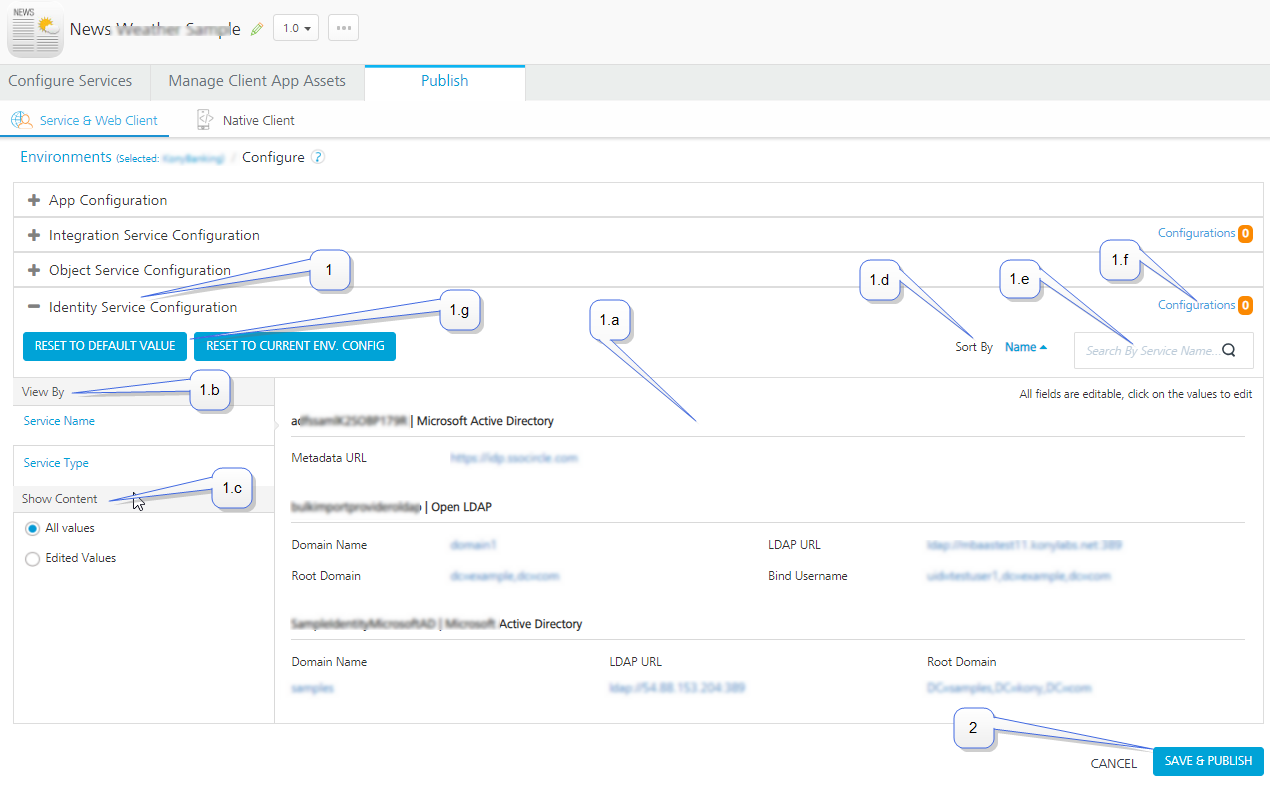 NEWS
News Weather Sample 1.0
Configure Services Manage Client App Assets Publish
Service & Web Client Native Client
Environments (Selected: KonyBanking) / Configure ?
App Configuration
Integration Service Configuration Configurations 0
Object Service Configuration
1 1.d 1.e 1.f
Identity Service Configuration Configurations 0
1.g 1.a
RESET TO DEFAULT VALUE RESET TO CURRENT ENV. CONFIG Sort By Name Search By Service Name...
View By 1.b All fields are editable, click on the values to edit
Service Name | Microsoft Active Directory
Service Type Metadata URL https://idp.ssocircle.com
Show Content 1.c
bulkimportproviderldap | Open LDAP
All values
Domain Name domain1 LDAP URL
Edited Values
Root Domain dc=example,dc=com Bind Username uid=testuser1,dc=example,dc=com
SampleIdentityMicrosoftAD | Microsoft Active Directory
Domain Name LDAP URL Root Domain
samples ldap://54.88.153.204:389 DC=samples,DC=kony,DC=com
2
CANCEL SAVE & PUBLISH